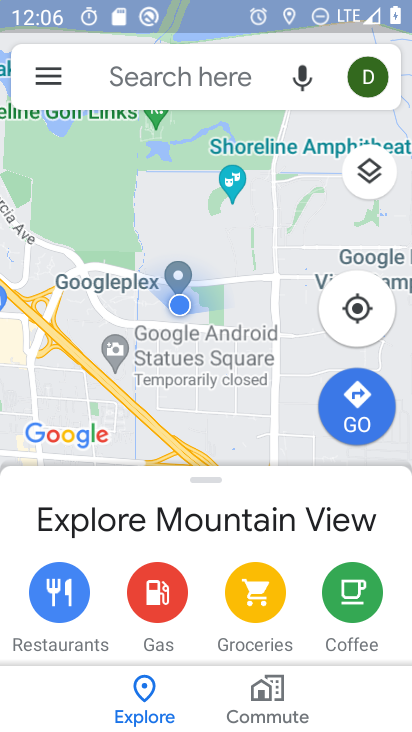 12:06
LTE
Search here
D
eline Golf Links
Shoreline Amphitheat
rcia Ave
Google
Googleplex
Google Android
Statues Square
Temporarily closed
GO
Google
Explore Mountain View
Restaurants
Gas
Groceries
Coffee
Explore
Commute